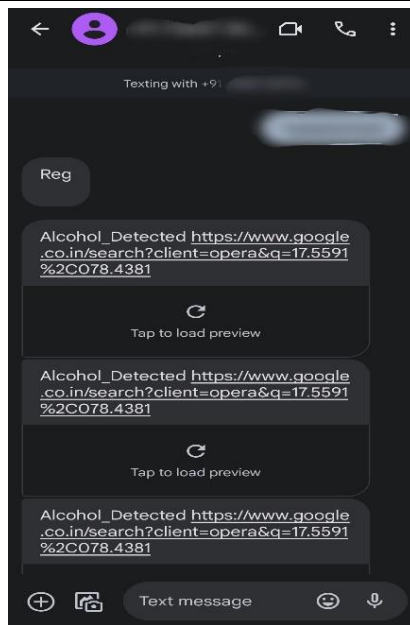 Texting with +91
Reg
Alcohol_Detected https://www.google
.co.in/search?client=opera&q=17.5591
%2C078.4381
Tap to load preview
Alcohol_Detected https://www.google
.co.in/search?client=opera&q=17.5591
%2C078.4381
Tap to load preview
Alcohol_Detected https://www.google
.co.in/search?client=opera&q=17.5591
%2C078.4381
Text message